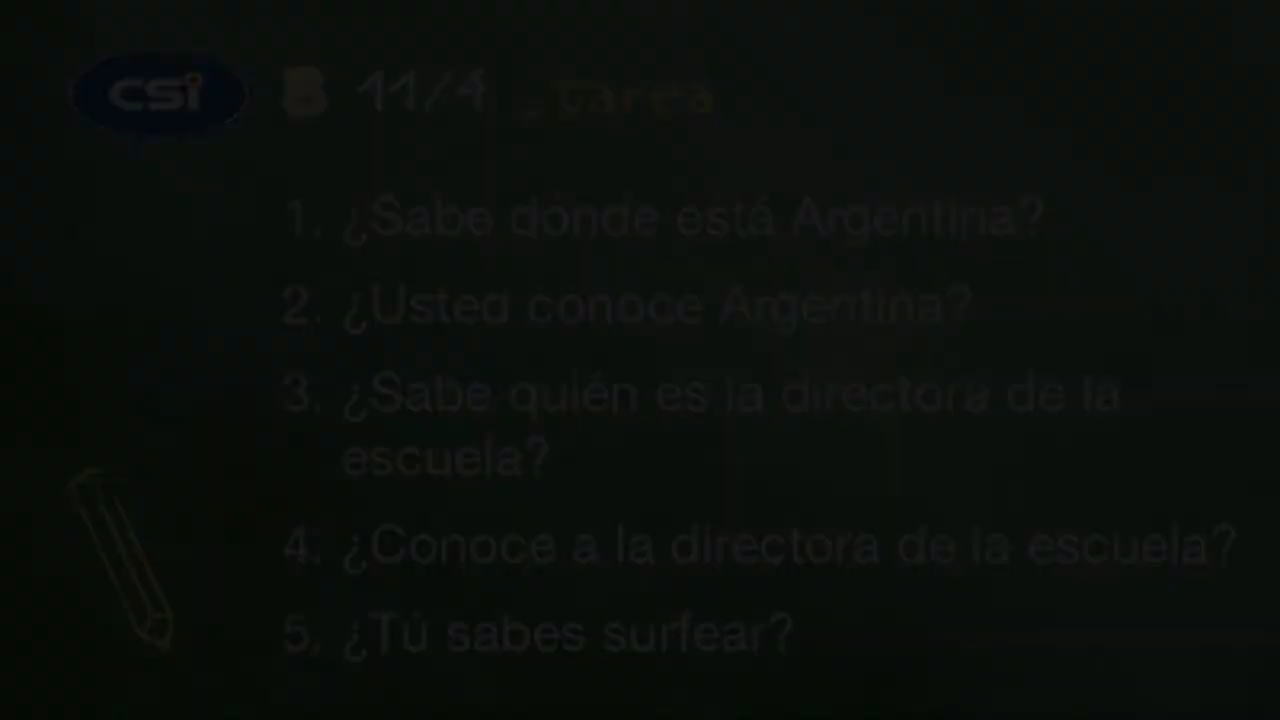 CSi B 11/4 . tarea
1. ¿Sabe dónde está Argentina?
2. ¿Usted conoce Argentina?
3. ¿Sabe quién es la directora de la
escuela?
4. ¿Conoce a la directora de la escuela?
5. ¿Tú sabes surfear?